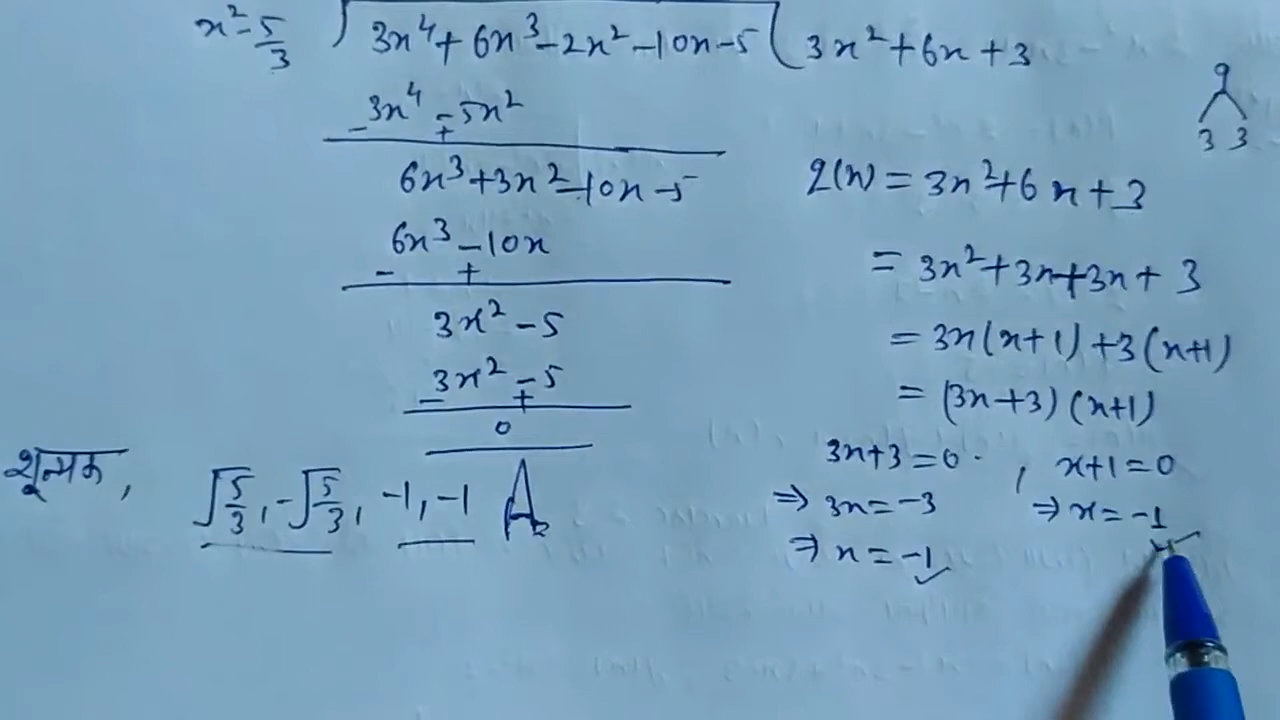 x² - 5/3 ) 3x⁴ + 6x³ - 2x² - 10x - 5 ( 3x² + 6x + 3
3x⁴ - 5x²
- +
6x³ + 3x² - 10x - 5
6x³ - 10x
- +
3x² - 5
3x² - 5
- +
0
शून्यक, √5/3, -√5/3, -1, -1 A
9
3 3
q(x) = 3x² + 6x + 3
= 3x² + 3x + 3x + 3
= 3x(x+1) + 3(x+1)
= (3x+3)(x+1)
3x+3=0 , x+1=0
⇒ 3x = -3 ⇒ x = -1
⇒ x = -1